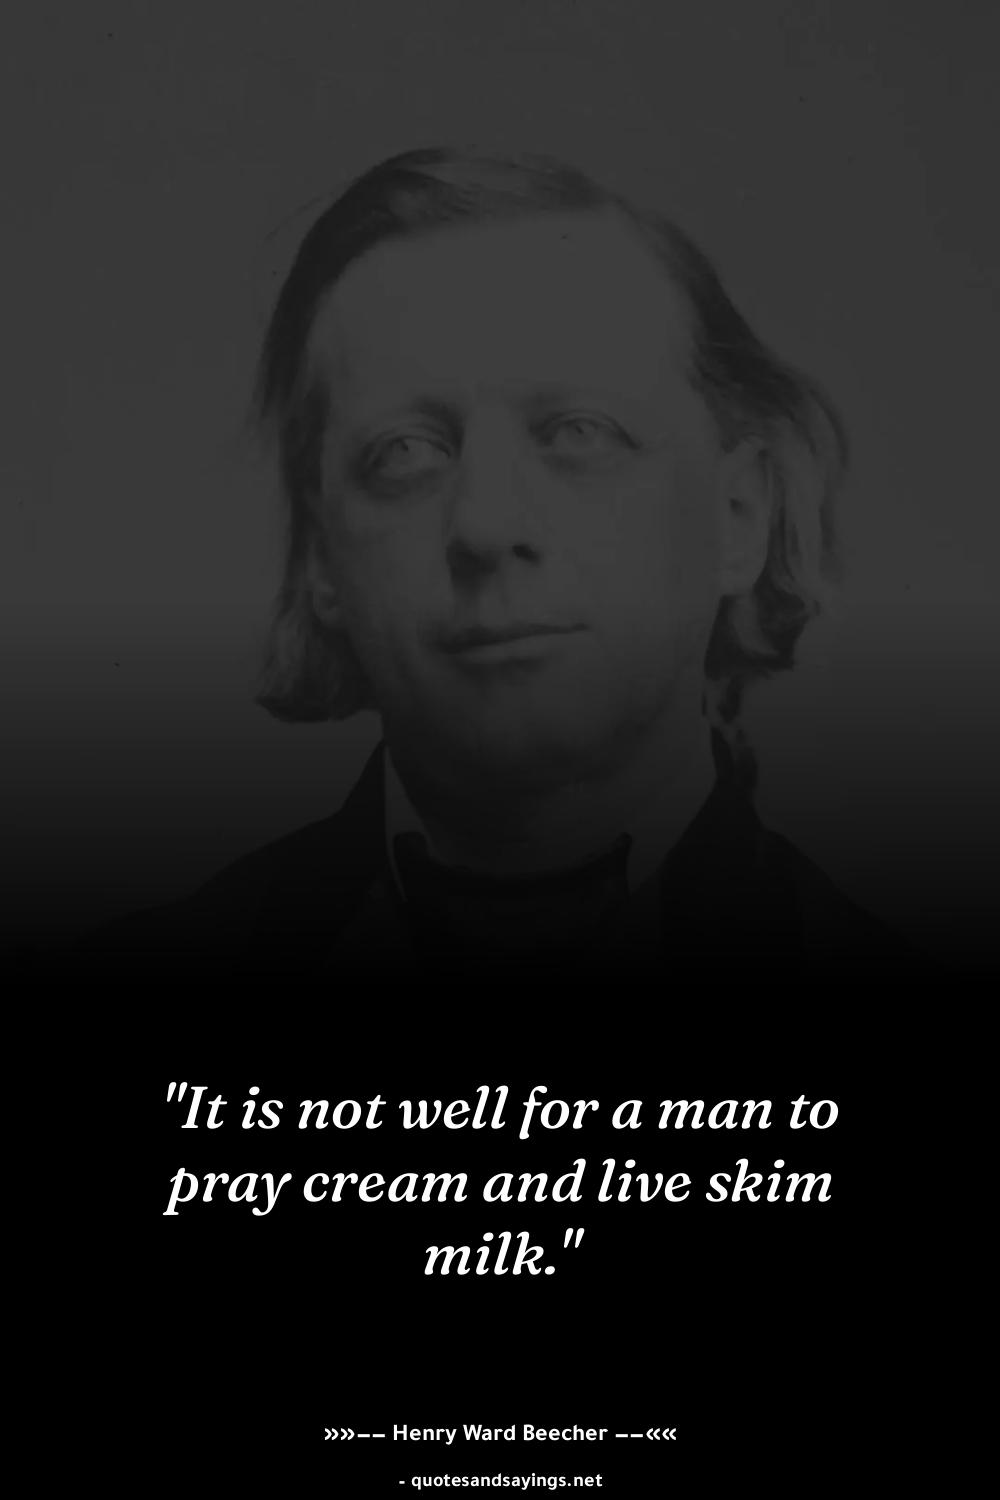 "It is not well for a man to
pray cream and live skim
milk."
»»–– Henry Ward Beecher ––««
- quotesandsayings.net